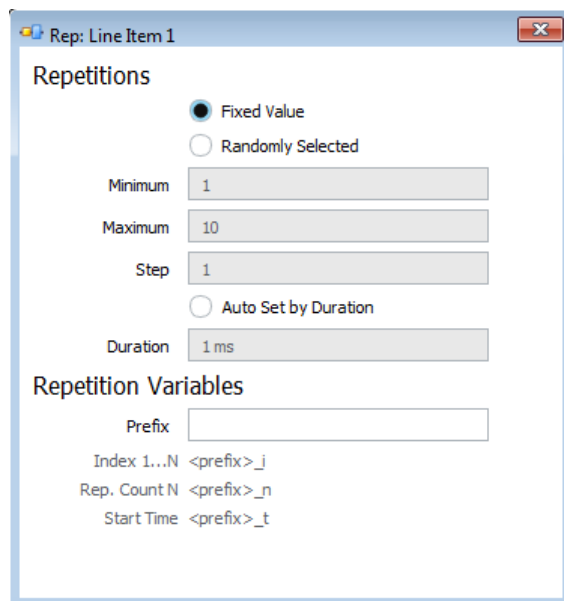 Rep: Line Item 1
Repetitions
Fixed Value
Randomly Selected
Minimum 1
Maximum 10
Step 1
Auto Set by Duration
Duration 1 ms
Repetition Variables
Prefix
Index 1...N <prefix>_i
Rep. Count N <prefix>_n
Start Time <prefix>_t